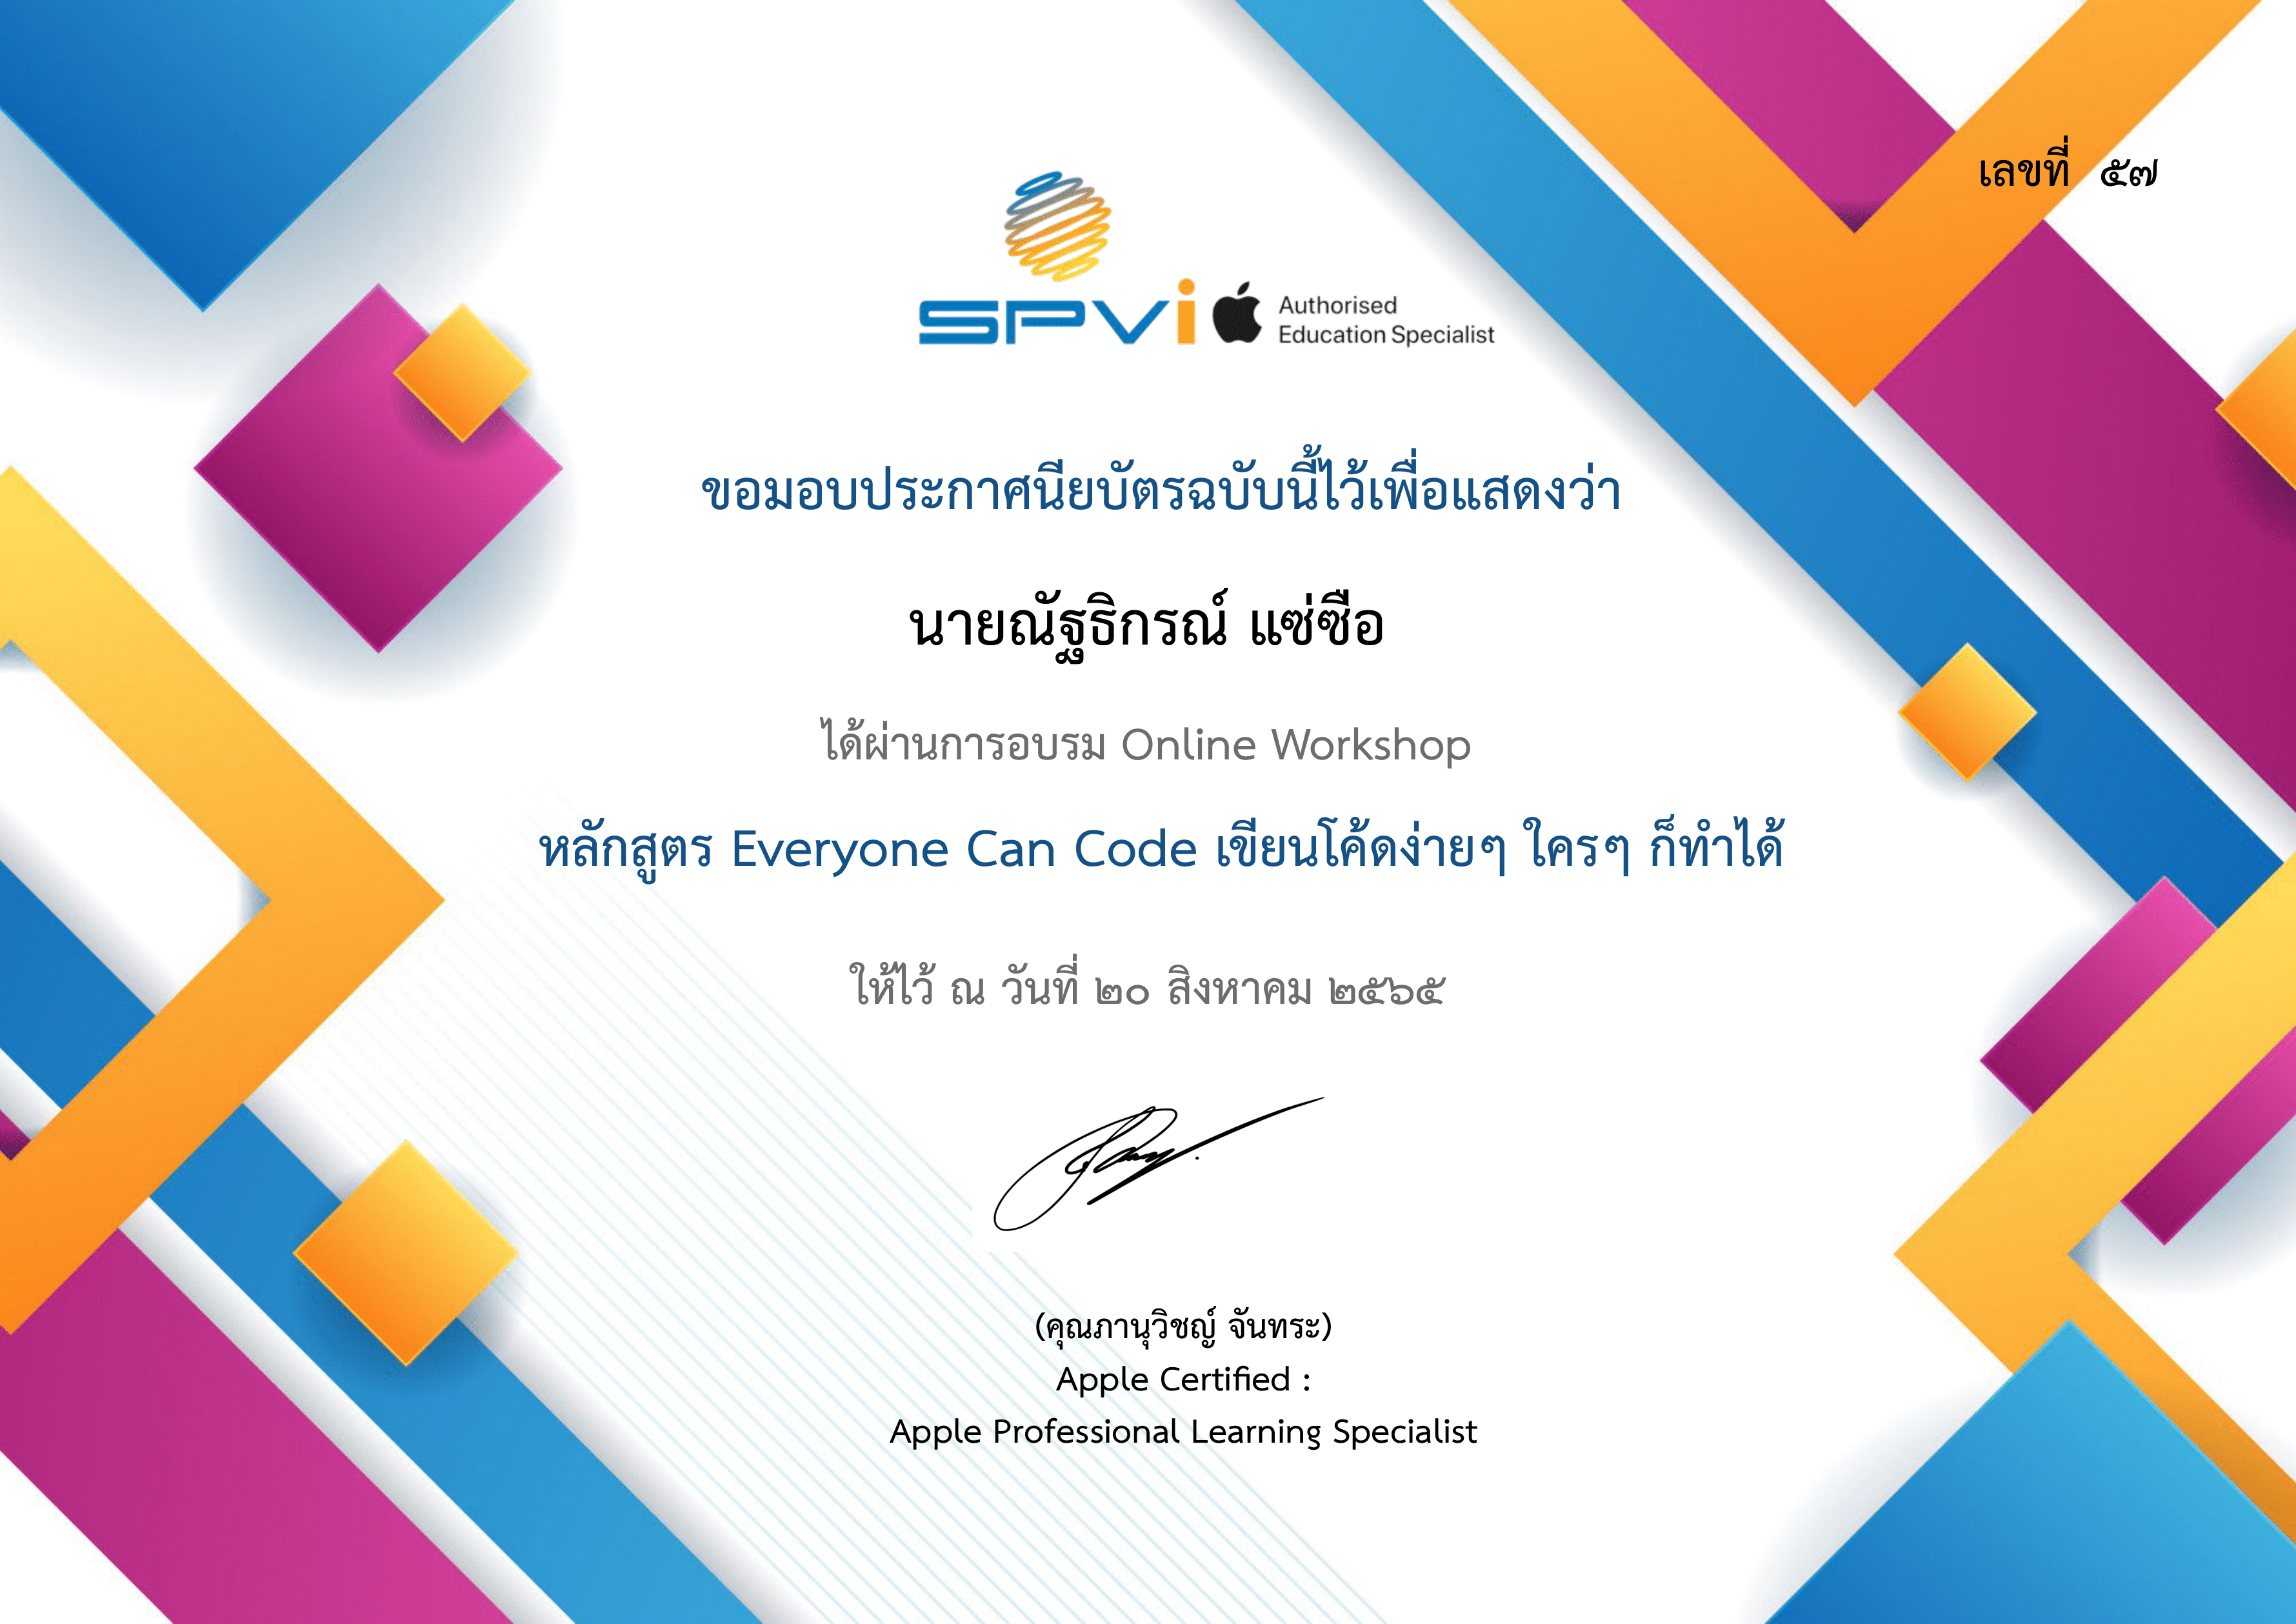 เลขที่ ๕๗
SPVi
Authorised
Education Specialist
ขอมอบประกาศนียบัตรฉบับนี้ไว้เพื่อแสดงว่า
นายณัฐธิกรณ์ แซ่ซือ
ได้ผ่านการอบรม Online Workshop
หลักสูตร Everyone Can Code เขียนโค้ดง่ายๆ ใครๆ ก็ทำได้
ให้ไว้ ณ วันที่ ๒๐ สิงหาคม ๒๕๖๕
(คุณภานุวิชญ์ จันทระ)
Apple Certified :
Apple Professional Learning Specialist